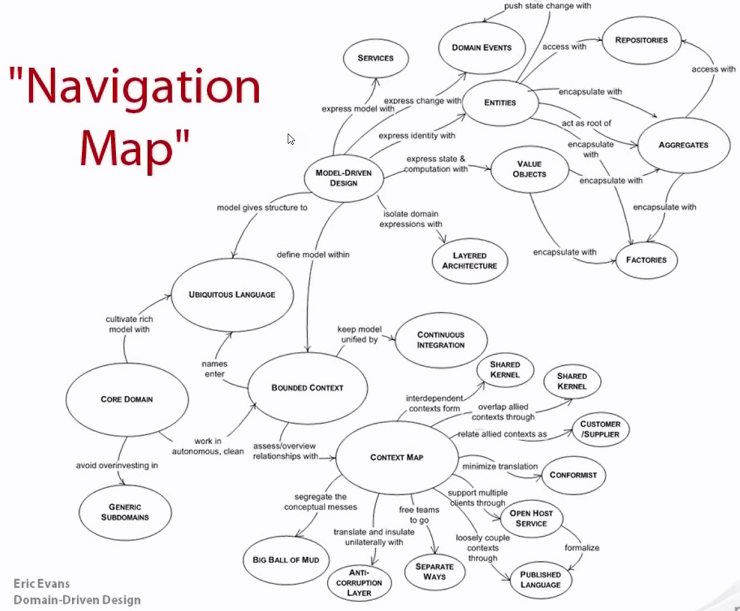 "Navigation
Map"
push state change with
SERVICES
DOMAIN EVENTS
REPOSITORIES
access with
access with
express model with
express change with
ENTITIES
encapsulate with
act as root of
express identity with
encapsulate
with
AGGREGATES
MODEL-DRIVEN
DESIGN
express state &
computation with
VALUE
OBJECTS
encapsulate with
encapsulate with
model gives structure to
isolate domain
expressions with
define model within
encapsulate with
LAYERED
ARCHITECTURE
FACTORIES
UBIQUITOUS LANGUAGE
cultivate rich
model with
keep model
unified by
CONTINUOUS
INTEGRATION
names
enter
BOUNDED CONTEXT
SHARED
KERNEL
SHARED
KERNEL
CORE DOMAIN
interdependent
contexts form
overlap allied
contexts through
work in
autonomous, clean
assess/overview
relationships with
relate allied contexts as
CUSTOMER
/SUPPLIER
CONTEXT MAP
avoid overinvesting in
minimize translation
CONFORMIST
GENERIC
SUBDOMAINS
segregate the
conceptual messes
support multiple
clients through
free teams
to go
OPEN HOST
SERVICE
translate and insulate
unilaterally with
loosely couple
contexts
through
formalize
BIG BALL OF MUD
ANTI-
CORRUPTION
LAYER
SEPARATE
WAYS
PUBLISHED
LANGUAGE
Eric Evans
Domain-Driven Design